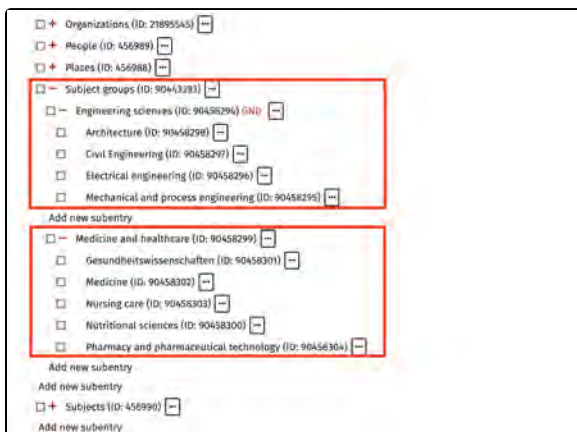 Organizations (ID: 21895545)
People (ID: 456989)
Places (ID: 456988)
Subject groups (ID: 90443393)
Engineering sciences (ID: 90458294) GND
Architecture (ID: 90458298)
Civil Engineering (ID: 90458297)
Electrical engineering (ID: 90458296)
Mechanical and process engineering (ID: 90458295)
Add new subentry
Medicine and healthcare (ID: 90458299)
Gesundheitswissenschaften (ID: 90458301)
Medicine (ID: 90458302)
Nursing care (ID: 90458303)
Nutritional sciences (ID: 90458300)
Pharmacy and pharmaceutical technology (ID: 90458304)
Add new subentry
Add new subentry
Subjects (ID: 456990)
Add new subentry